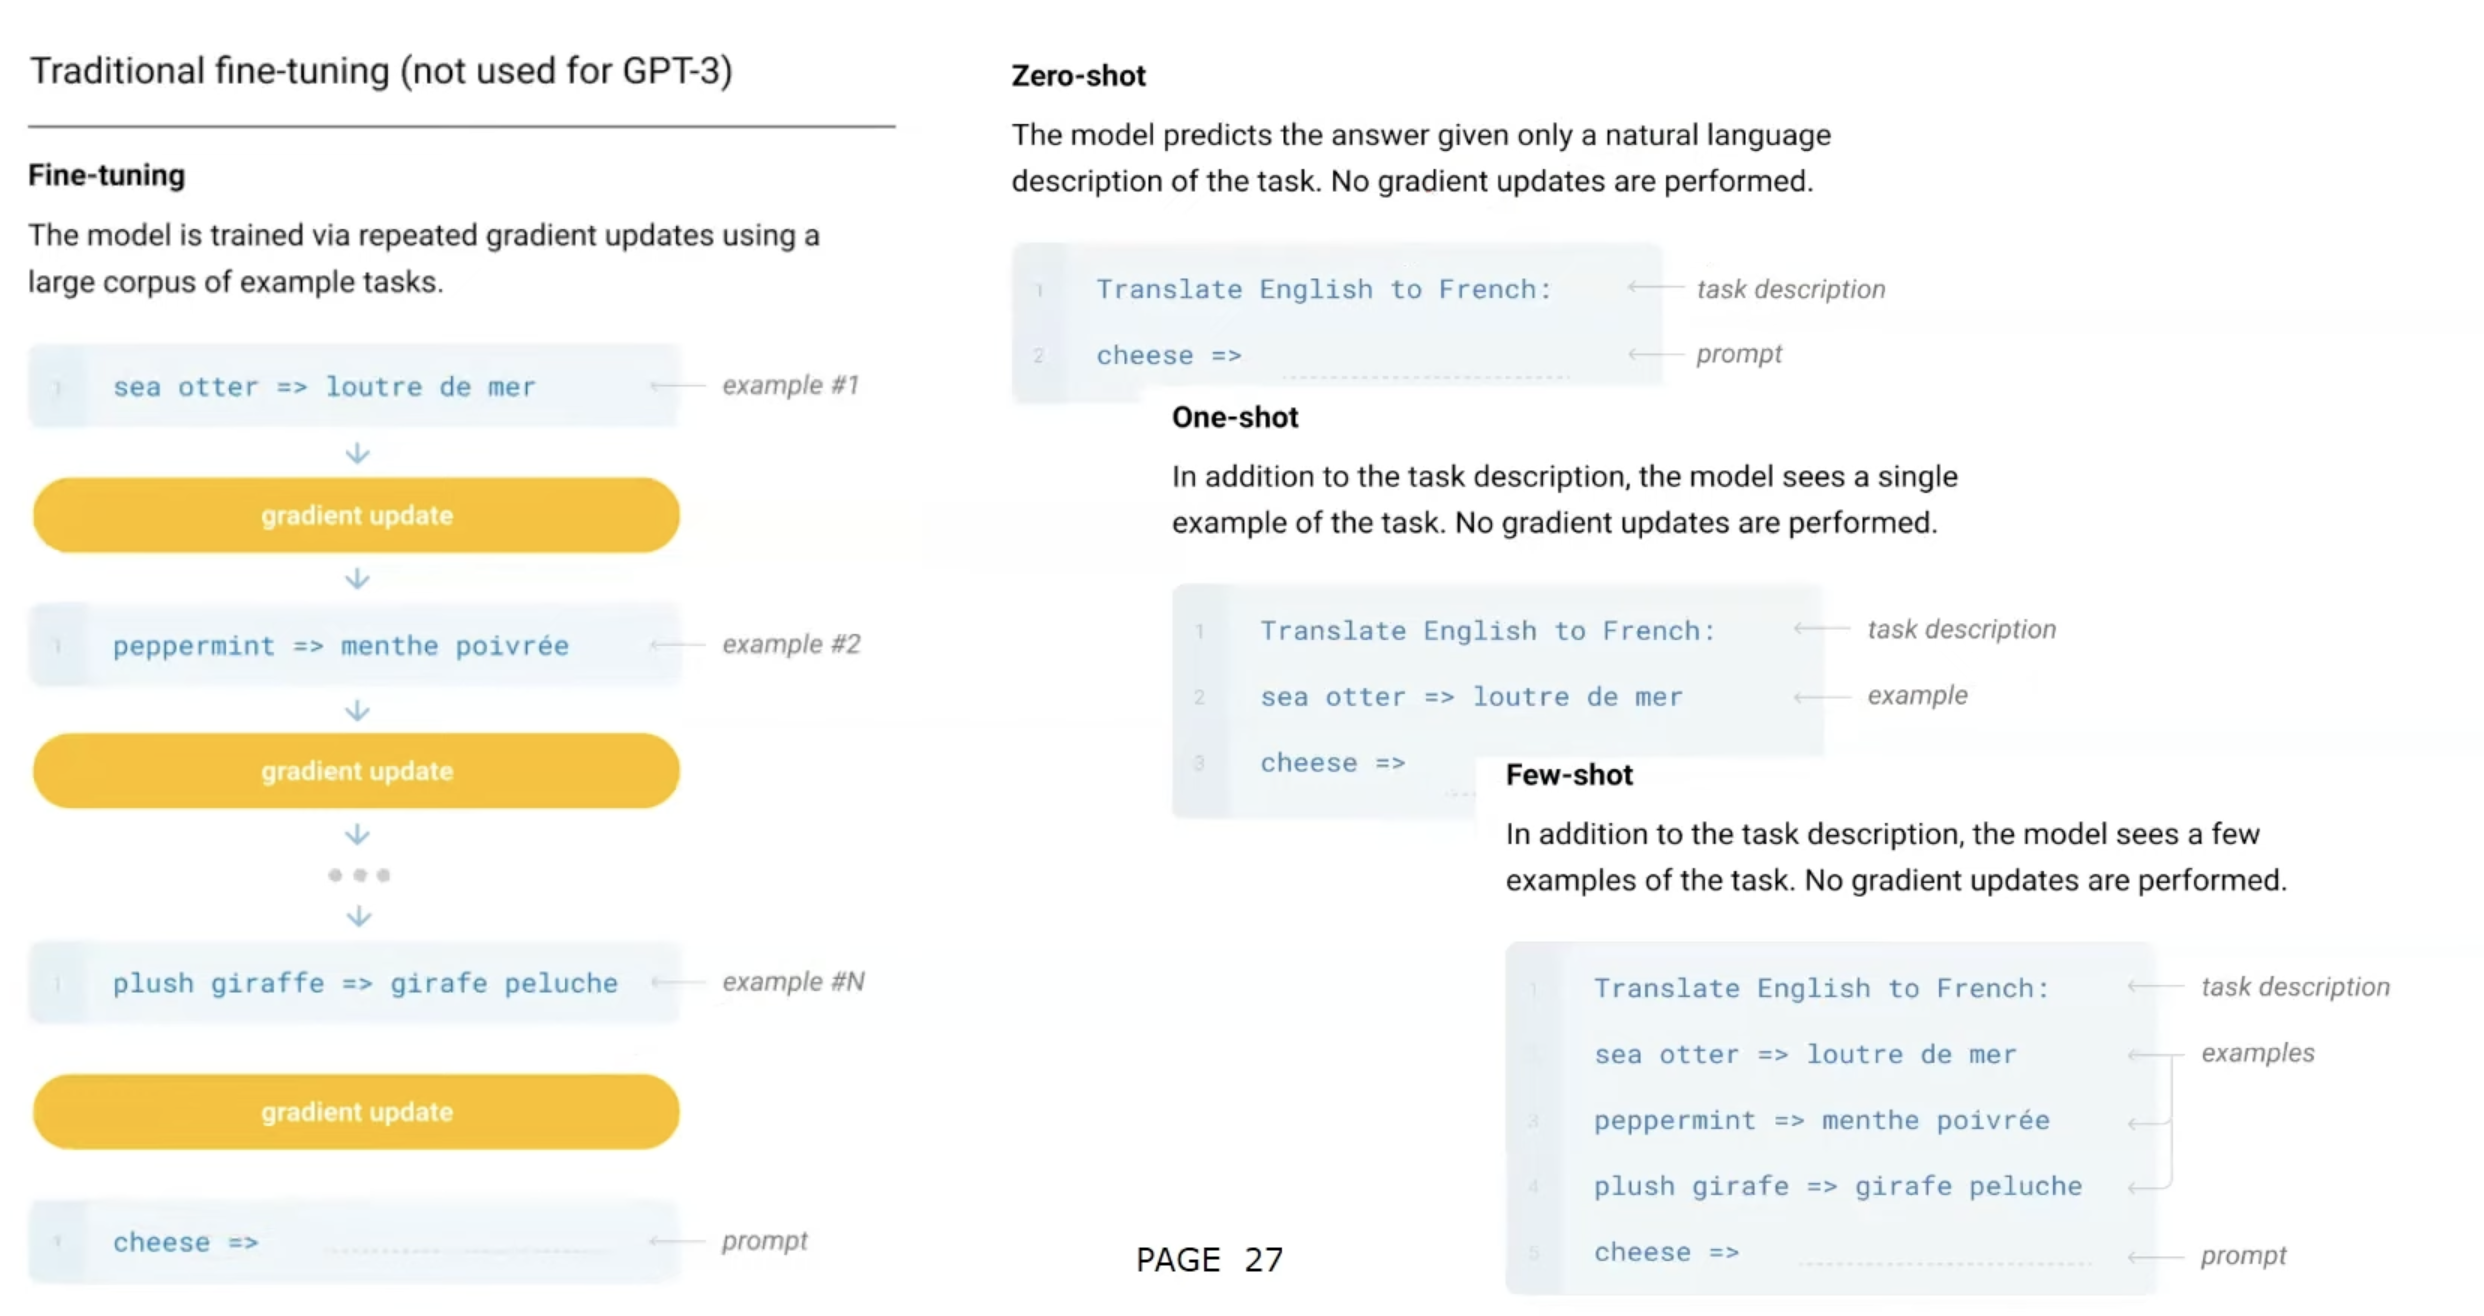 Traditional fine-tuning (not used for GPT-3)
Fine-tuning
The model is trained via repeated gradient updates using a
large corpus of example tasks.
1 sea otter => loutre de mer
example #1
gradient update
1 peppermint => menthe poivrée
example #2
gradient update
1 plush giraffe => girafe peluche
example #N
gradient update
1 cheese =>
prompt
Zero-shot
The model predicts the answer given only a natural language
description of the task. No gradient updates are performed.
1 Translate English to French:
task description
2 cheese =>
prompt
One-shot
In addition to the task description, the model sees a single
example of the task. No gradient updates are performed.
1 Translate English to French:
task description
2 sea otter => loutre de mer
example
3 cheese =>
Few-shot
In addition to the task description, the model sees a few
examples of the task. No gradient updates are performed.
1 Translate English to French:
task description
sea otter => loutre de mer
examples
3 peppermint => menthe poivrée
4 plush girafe => girafe peluche
5 cheese =>
prompt
PAGE 27